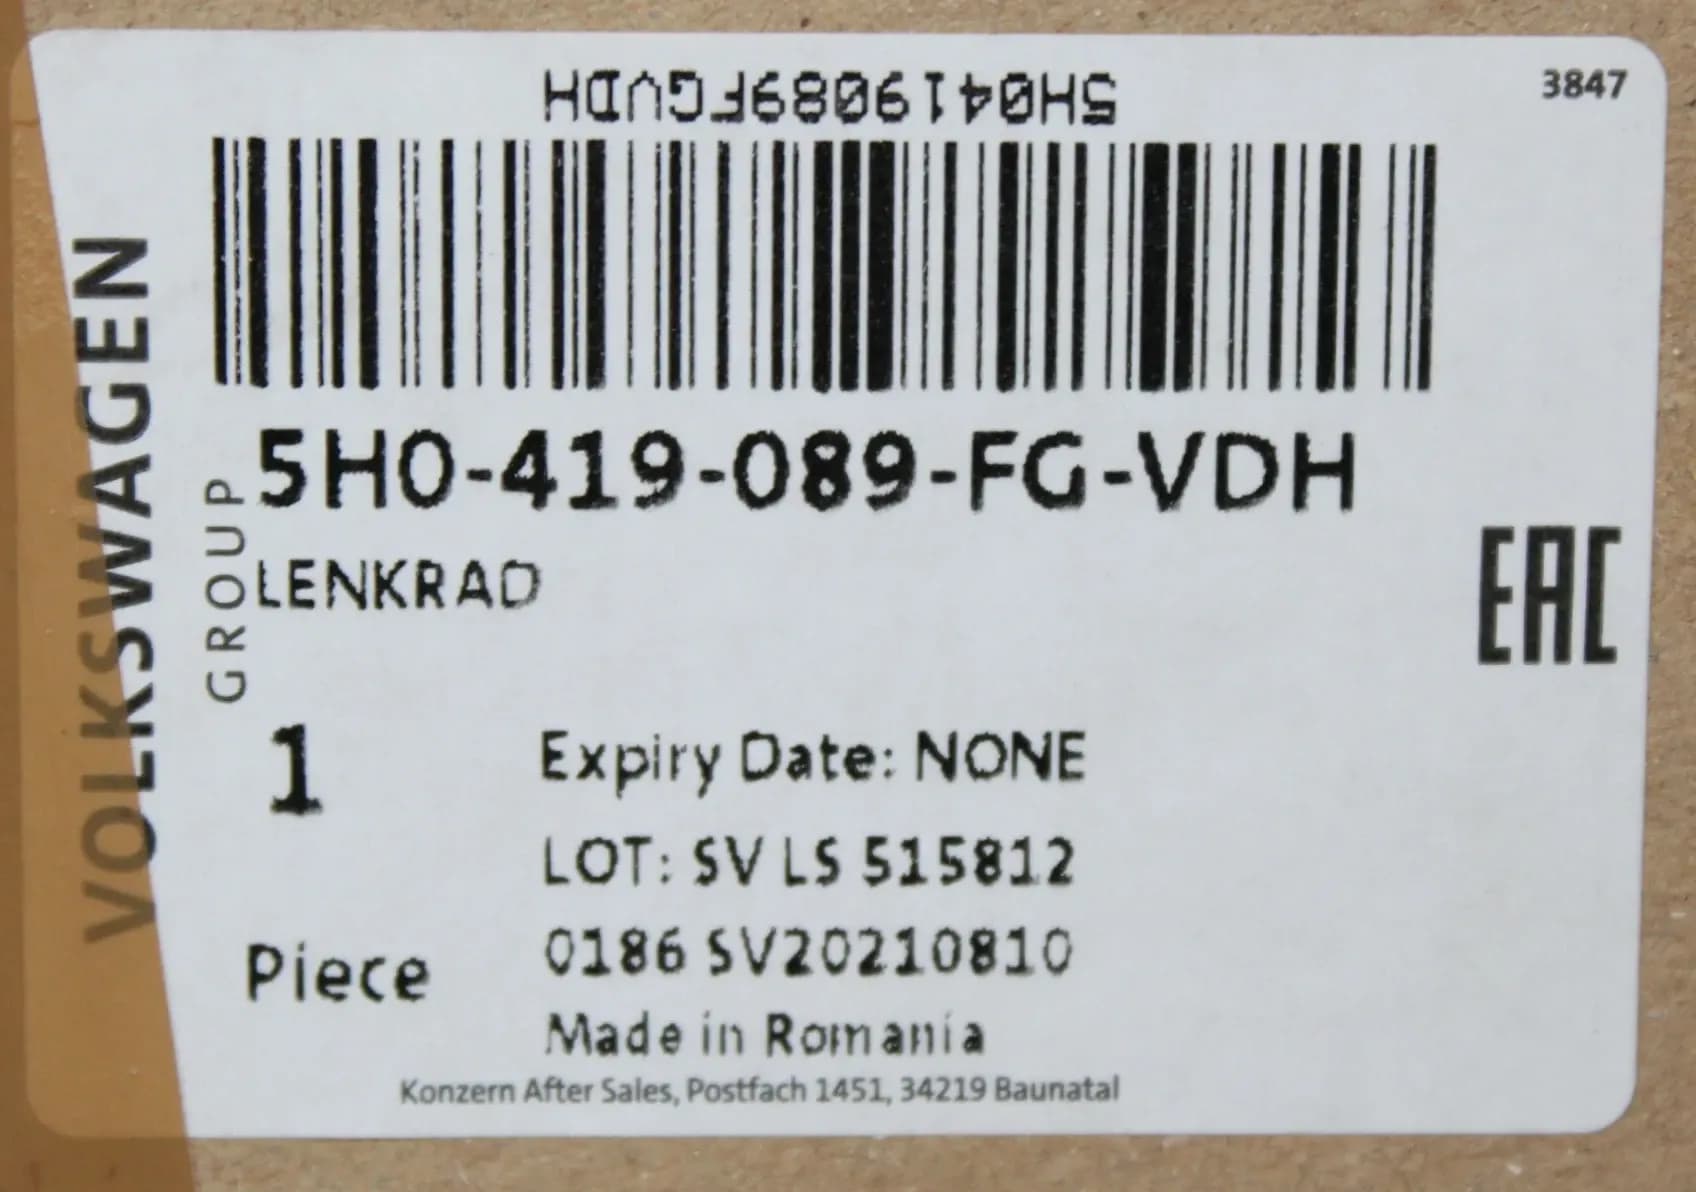 5H0419089FGVDH
3847
VOLKSWAGEN
GROUP
5H0-419-089-FG-VDH
LENKRAD
EAC
1
Expiry Date: NONE
LOT: SV LS 515812
Piece
0186 SV20210810
Made in Romania
Konzern After Sales, Postfach 1451, 34219 Baunatal